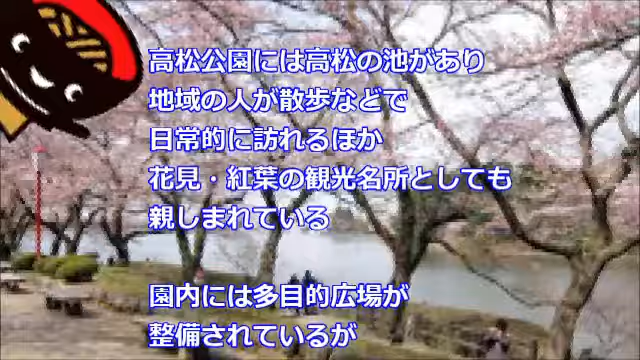 高松公園には高松の池があり
地域の人が散歩などで
日常的に訪れるほか
花見・紅葉の観光名所としても
親しまれている
園内には多目的広場が
整備されているが